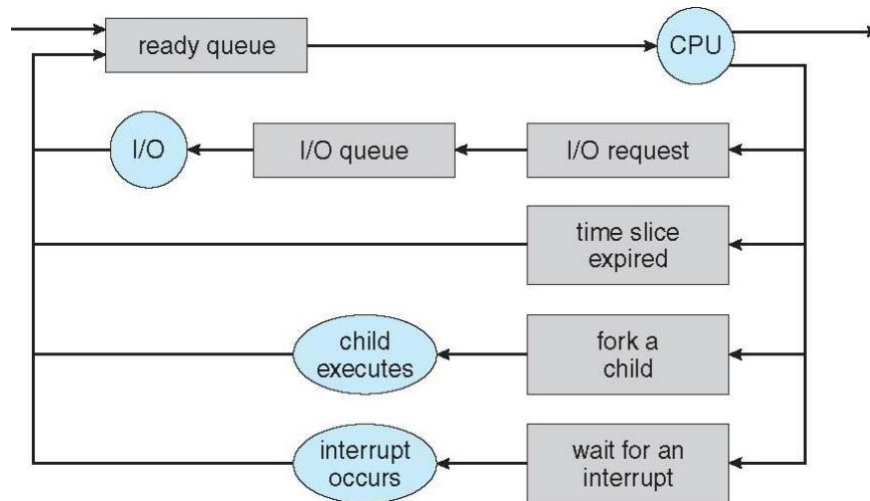 ready queue
CPU
I/O
I/O queue
I/O request
time slice
expired
child
executes
fork a
child
interrupt
occurs
wait for an
interrupt